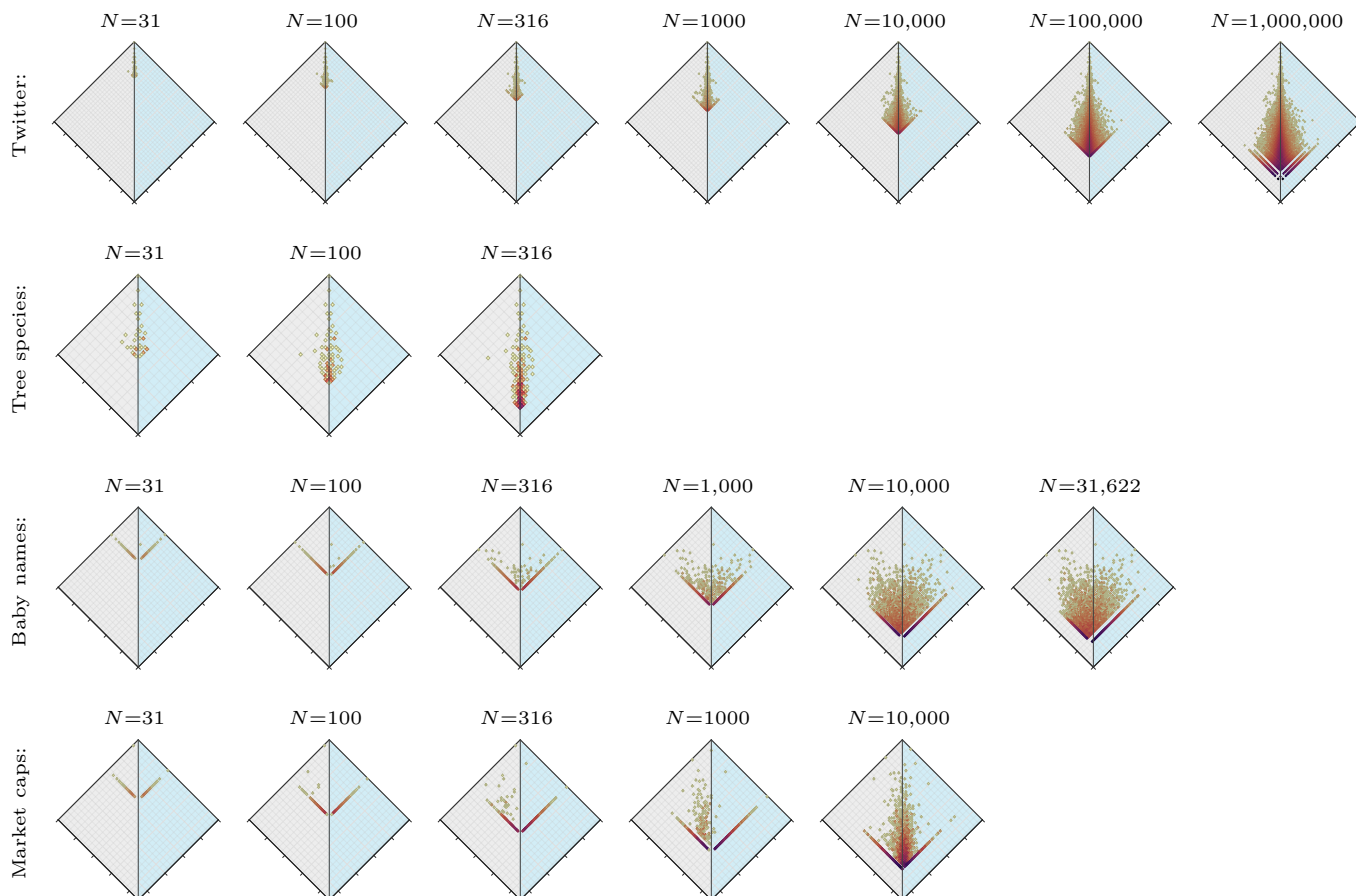 N=31 N=100 N=316 N=1000 N=10,000 N=100,000 N=1,000,000
Twitter:
N=31 N=100 N=316
Tree species:
N=31 N=100 N=316 N=1,000 N=10,000 N=31,622
Baby names:
N=31 N=100 N=316 N=1000 N=10,000
Market caps: